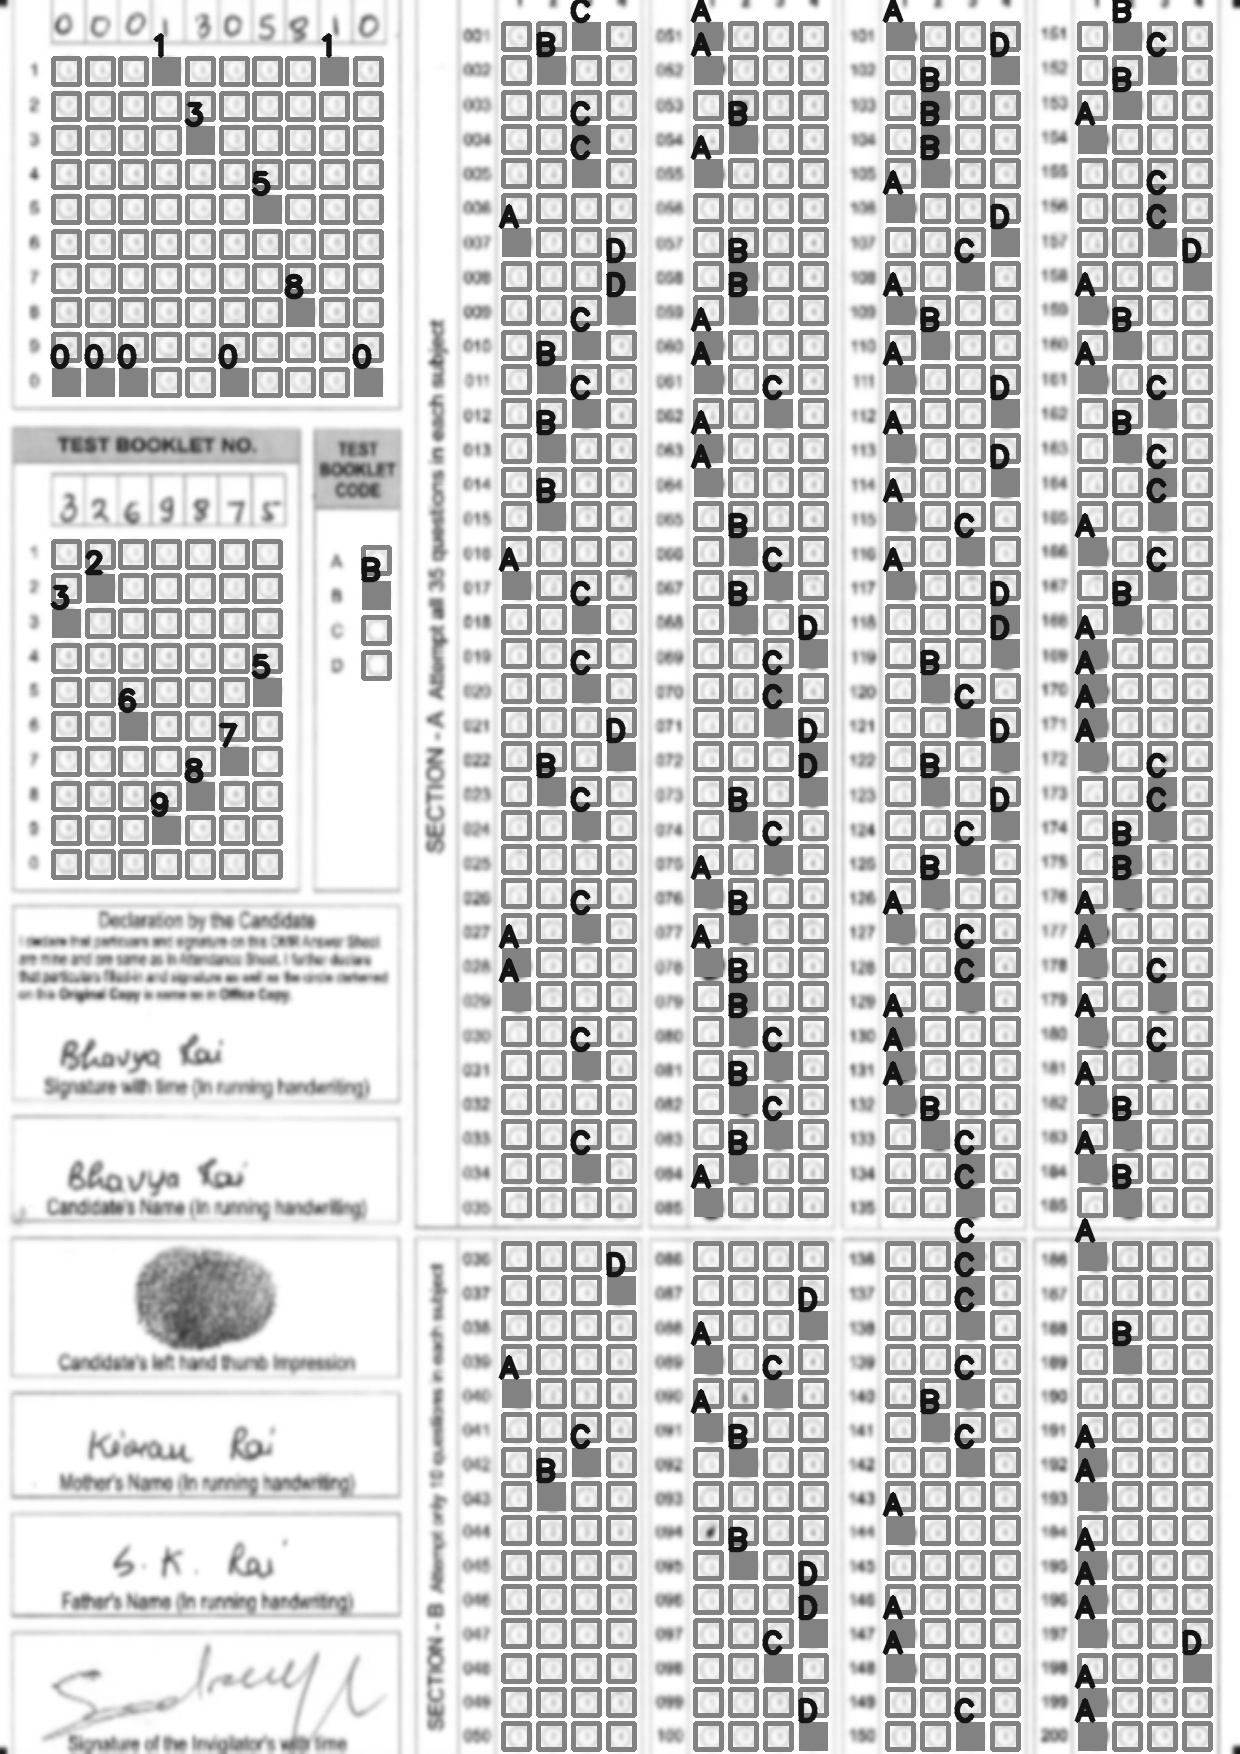 0 0 0 1 3 0 5 8 1 0
1 1
1
2 3
3
4 5
5
6
7 8
8
9 0 0 0 0 0
0
TEST BOOKLET NO.
3 2 6 9 8 7 5
1 2
2 3
3
4 5
5 6
6 7
7 8
8 9
9
0
TEST
BOOKLET
CODE
A B
B
C
D
Declaration by the Candidate
I declare that particulars and signature on this OMR Answer Sheet
are mine and are same as in Attendance Sheet. I further declare
that particulars filled-in and signature as well as the circle darkened
on this Original Copy is same as in Office Copy.
Bhavya Rai
Signature with time (In running handwriting)
Bhavya Rai
Candidate's Name (In running handwriting)
Candidate's left hand thumb Impression
Kiran Rai
Mother's Name (In running handwriting)
S. K. Rai
Father's Name (In running handwriting)
Signature of the Invigilator's with time
SECTION - A Attempt all 35 questions in each subject
SECTION - B Attempt only 10 questions in each subject
C A A B
001 B 051 A 101 D 151 C
002 052 102 B 152 B
003 C 053 B 103 B 153 A
004 C 054 A 104 B 154
005 055 105 A 155 C
006 A 056 106 D 156 C
007 D 057 B 107 C 157 D
008 D 058 B 108 A 158 A
009 C 059 A 109 B 159 B
010 B 060 A 110 A 160 A
011 C 061 C 111 D 161 C
012 B 062 A 112 A 162 B
013 063 A 113 D 163 C
014 B 064 114 A 164 C
015 065 B 115 C 165 A
016 A 066 C 116 A 166 C
017 C 067 B 117 D 167 B
018 068 D 118 D 168 A
019 C 069 C 119 B 169 A
020 070 C 120 C 170 A
021 D 071 D 121 D 171 A
022 B 072 D 122 B 172 C
023 C 073 B 123 D 173 C
024 074 C 124 C 174 B
025 075 A 125 B 175 B
026 C 076 B 126 A 176 A
027 A 077 A 127 C 177 A
028 A 078 B 128 C 178 C
029 079 B 129 A 179 A
030 C 080 C 130 A 180 C
031 081 B 131 A 181 A
032 082 C 132 B 182 B
033 C 083 B 133 C 183 A
034 084 A 134 C 184 B
035 085 135 185
C A
036 D 086 136 C 186
037 087 D 137 C 187
038 088 A 138 188 B
039 A 089 C 139 C 189
040 090 A 140 B 190
041 C 091 B 141 C 191 A
042 B 092 142 192 A
043 093 143 A 193
044 094 B 144 194 A
045 095 D 145 195 A
046 096 D 146 A 196 A
047 097 C 147 A 197 D
048 098 148 198 A
049 099 D 149 C 199 A
050 100 150 200